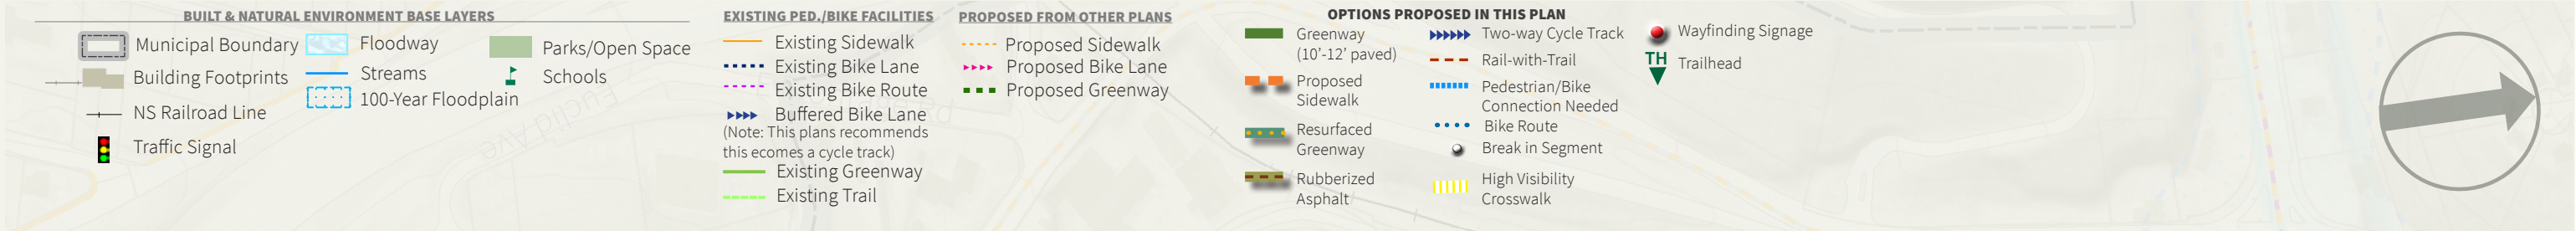 BUILT & NATURAL ENVIRONMENT BASE LAYERS
Municipal Boundary
Building Footprints
NS Railroad Line
Traffic Signal
Floodway
Streams
100-Year Floodplain
Parks/Open Space
Schools
EXISTING PED./BIKE FACILITIES
Existing Sidewalk
Existing Bike Lane
Existing Bike Route
Buffered Bike Lane
(Note: This plans recommends
this ecomes a cycle track)
Existing Greenway
Existing Trail
PROPOSED FROM OTHER PLANS
Proposed Sidewalk
Proposed Bike Lane
Proposed Greenway
OPTIONS PROPOSED IN THIS PLAN
Greenway
(10'-12' paved)
Proposed
Sidewalk
Resurfaced
Greenway
Rubberized
Asphalt
Two-way Cycle Track
Rail-with-Trail
Pedestrian/Bike
Connection Needed
Bike Route
Break in Segment
High Visibility
Crosswalk
Wayfinding Signage
TH
Trailhead
Euclid Ave